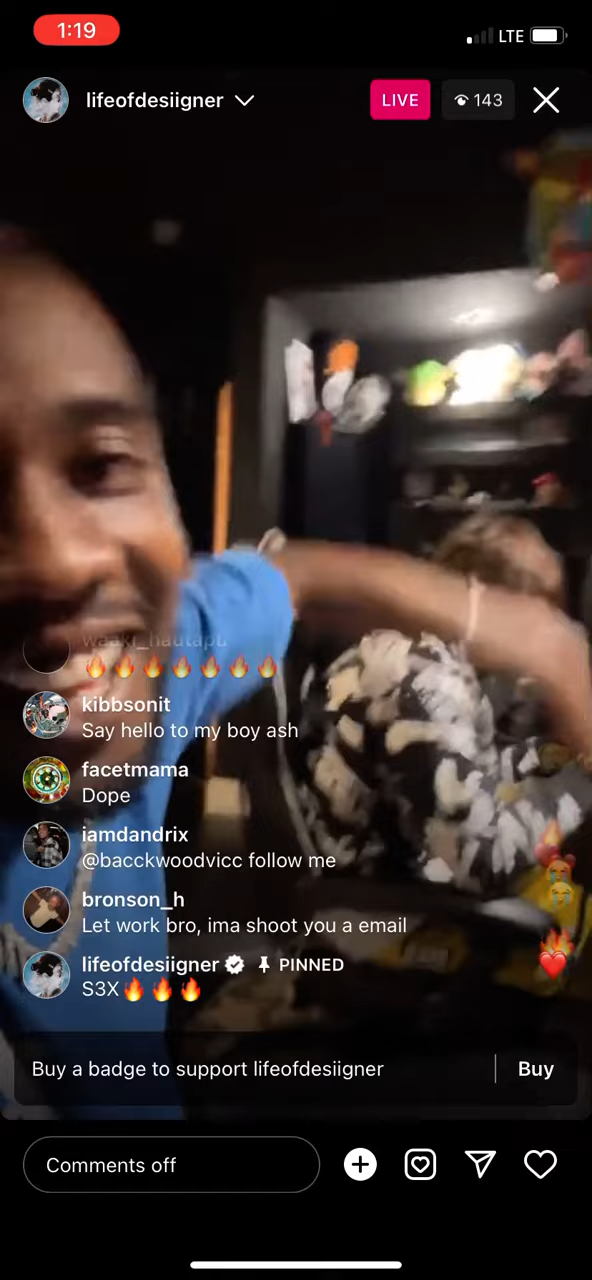 1:19
LTE
lifeofdesiigner
LIVE
143
kibbsonit
Say hello to my boy ash
facetmama
Dope
iamdandrix
@bacckwoodvicc follow me
bronson_h
Let work bro, ima shoot you a email
lifeofdesiigner PINNED
S3X🔥🔥🔥
Buy a badge to support lifeofdesiigner
Buy
Comments off